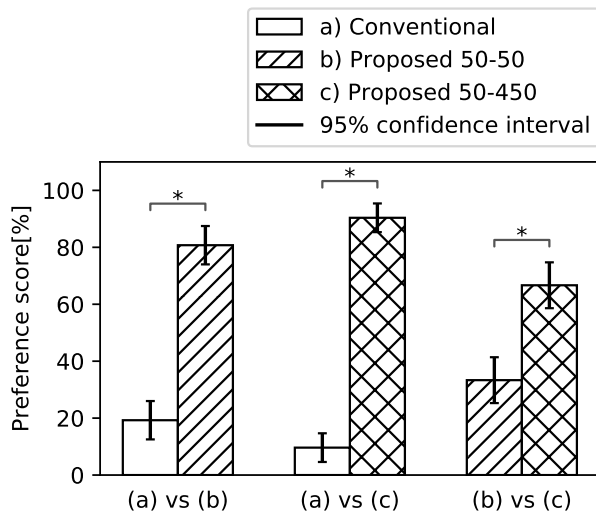 a) Conventional
b) Proposed 50-50
c) Proposed 50-450
95% confidence interval
Preference score[%]
100
80
60
40
20
0
*
*
*
(a) vs (b)
(a) vs (c)
(b) vs (c)